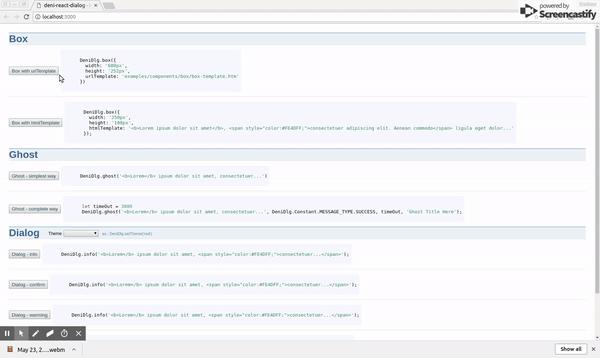 deni-react-dialog -
localhost:3000
powered by
Screencastify
Box
Box with urlTemplate
DeniDlg.box({
width: '600px',
height: '252px',
urlTemplate: 'examples/components/box/box-template.htm'
})
Box with htmlTemplate
DeniDlg.box({
width: '250px',
height: '100px',
htmlTemplate: '<b>Lorem ipsum dolor sit amet</b>, <span style="color:#FE4DFF;">consectetuer adipiscing elit. Aenean commodo</span> ligula eget dolor...'
});
Ghost
Ghost - simplest way
DeniDlg.ghost('<b>Lorem</b> ipsum dolor sit amet, consectetuer...')
Ghost - complete way
let timeOut = 3000
DeniDlg.ghost('<b>Lorem</b> ipsum dolor sit amet, consectetuer...', DeniDlg.Constant.MESSAGE_TYPE.SUCCESS, timeOut, 'Ghost Title Here');
Dialog
Theme
Dialog - info
DeniDlg.info('<b>Lorem</b> ipsum dolor sit amet, <span style="color:#FE4DFF;">consectetuer...</span>');
Dialog - confirm
DeniDlg.info('<b>Lorem</b> ipsum dolor sit amet, <span style="color:#FE4DFF;">consectetuer...</span>');
Dialog - warning
DeniDlg.info('<b>Lorem</b> ipsum dolor sit amet, <span style="color:#FE4DFF;">consectetuer...</span>');
May 23, 2....webm
Show all